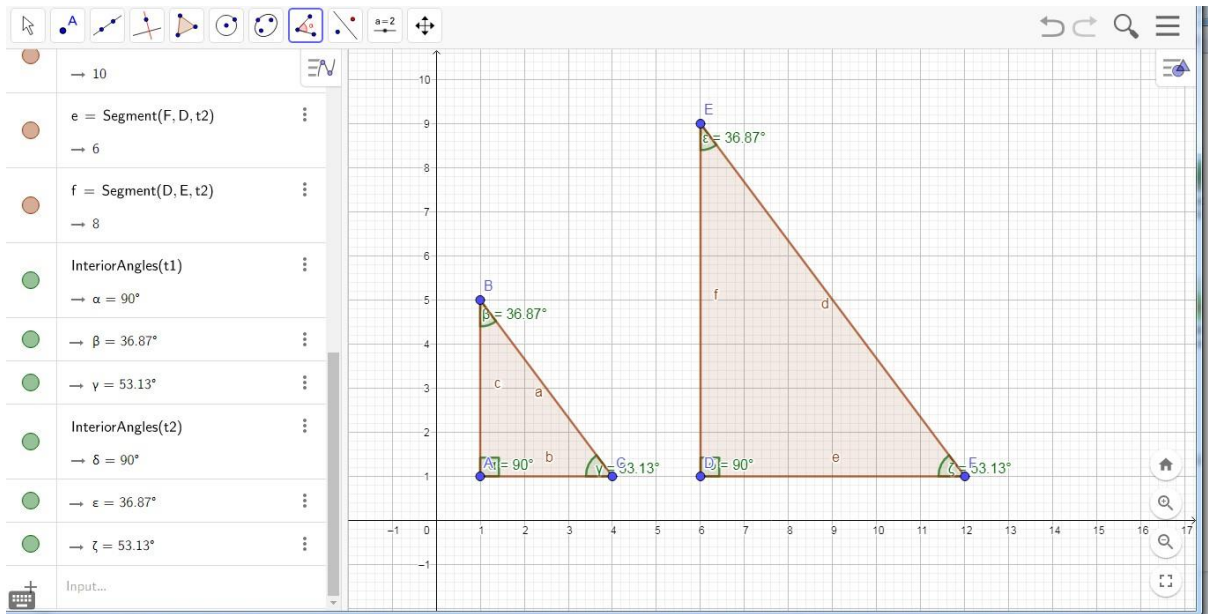 A
a=2
→ 10
e = Segment(F, D, t2)
→ 6
f = Segment(D, E, t2)
→ 8
InteriorAngles(t1)
→ α = 90°
→ β = 36.87°
→ γ = 53.13°
InteriorAngles(t2)
→ δ = 90°
→ ε = 36.87°
→ ζ = 53.13°
+ Input...
10
9
8
7
6
5
4
3
2
1
–1
–1 0 1 2 3 4 5 6 7 8 9 10 11 12 13 14 15 16 17
E
ε = 36.87°
f
d
B
β = 36.87°
c
a
b
A = 90°
C
γ = 53.13°
e
D = 90°
F
ζ = 53.13°